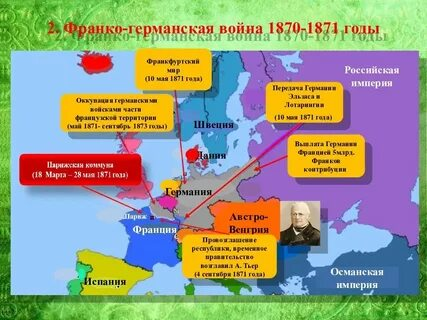 2. Франко-германская война 1870-1871 годы
Франкфуртский
мир
(10 мая 1871 года)
Передача Германии
Эльзаса и
Лотарингии
(10 мая 1871 года)
Российская
империя
Оккупация германскими
войсками части
французской территории
(май 1871- сентябрь 1873 годы)
Швеция
Дания
Выплата Германии
Францией 5млрд.
Франков
контрибуции
Парижская коммуна
(18 Марта – 28 мая 1871 года)
Германия
Париж
Франция
Австро-
Венгрия
Провозглашение
республики, временное
правительство
возглавил А. Тьер
(4 сентября 1871 года)
Испания
Османская
империя